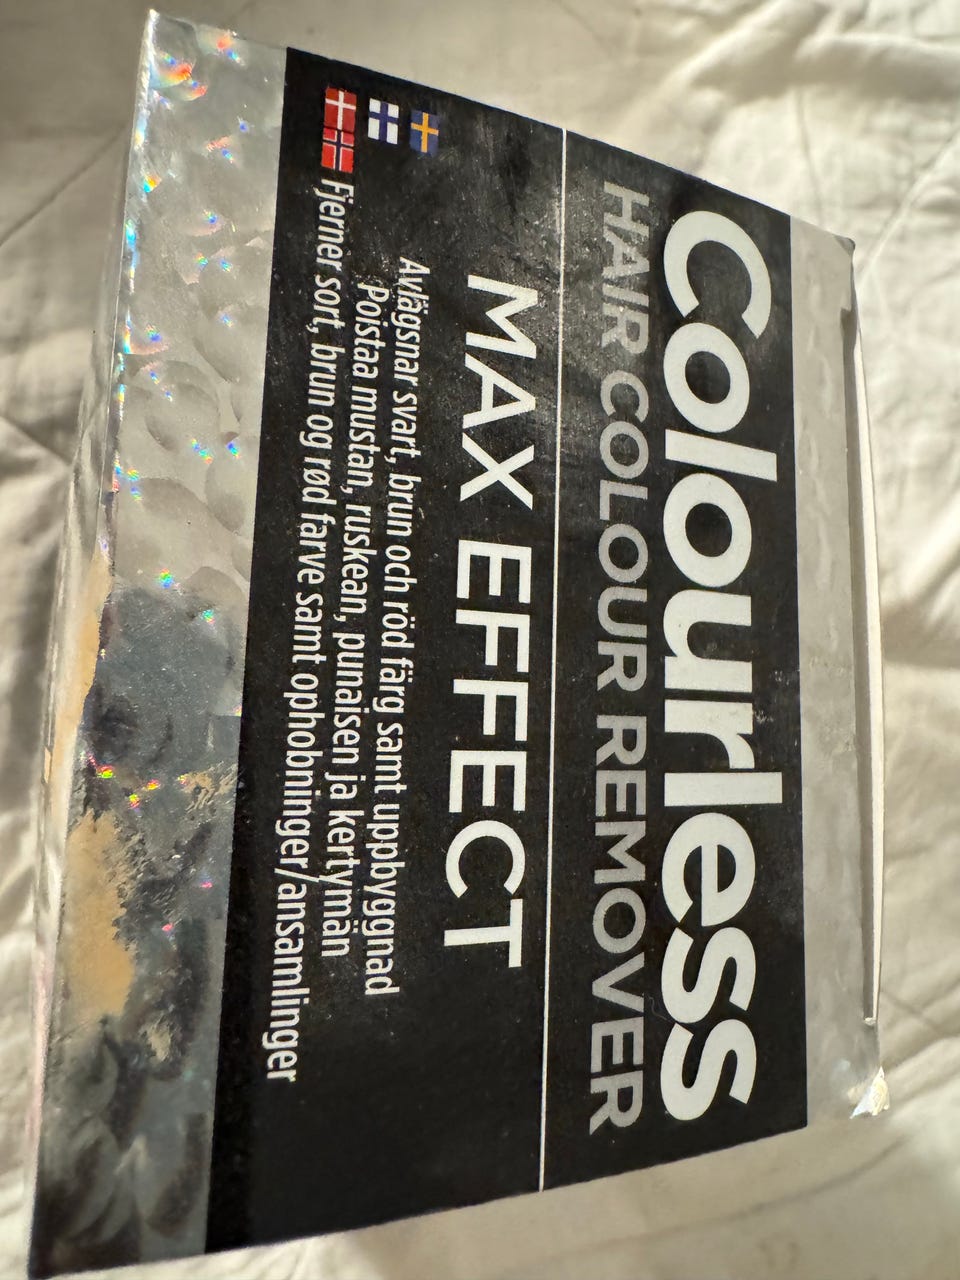 Colourless
HAIR COLOUR REMOVER
MAX EFFECT
Avlägsnar svart, brun och röd färg samt uppbyggnad
Poistaa mustan, ruskean, punaisen ja kertymän
Fjerner sort, brun og rød farve samt ophobninger/ansamlinger